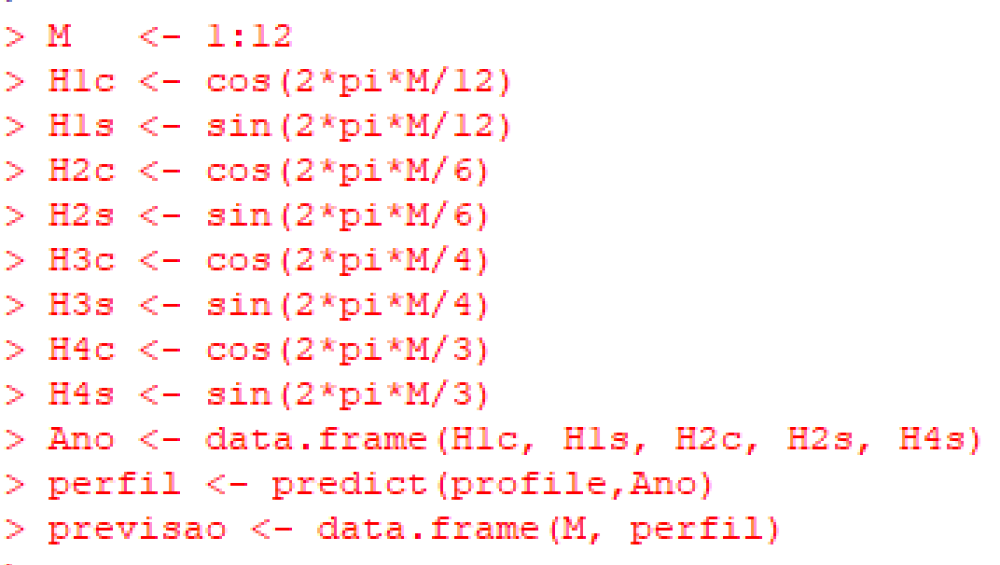 > M   <- 1:12
> H1c <- cos(2*pi*M/12)
> H1s <- sin(2*pi*M/12)
> H2c <- cos(2*pi*M/6)
> H2s <- sin(2*pi*M/6)
> H3c <- cos(2*pi*M/4)
> H3s <- sin(2*pi*M/4)
> H4c <- cos(2*pi*M/3)
> H4s <- sin(2*pi*M/3)
> Ano <- data.frame(H1c, H1s, H2c, H2s, H4s)
> perfil <- predict(profile,Ano)
> previsao <- data.frame(M, perfil)